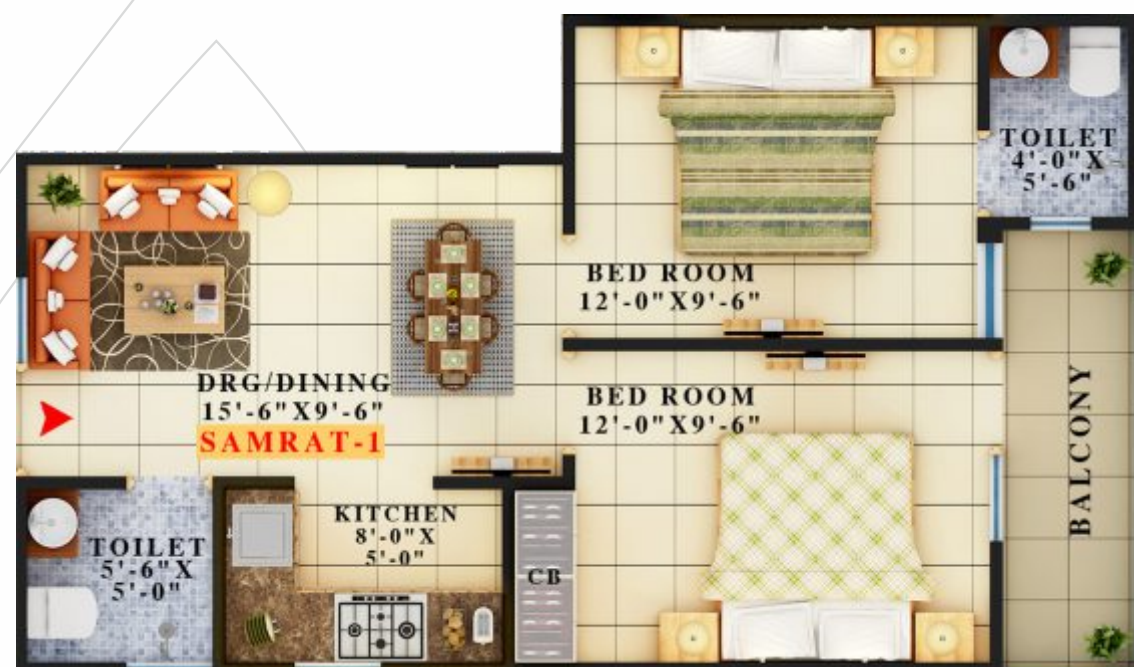 TOILET
4'-0"X
5'-6"
BED ROOM
12'-0"X9'-6"
DRG/DINING
15'-6"X9'-6"
SAMRAT-1
BED ROOM
12'-0"X9'-6"
BALCONY
KITCHEN
8'-0"X
5'-0"
TOILET
5'-6"X
5'-0"
CB